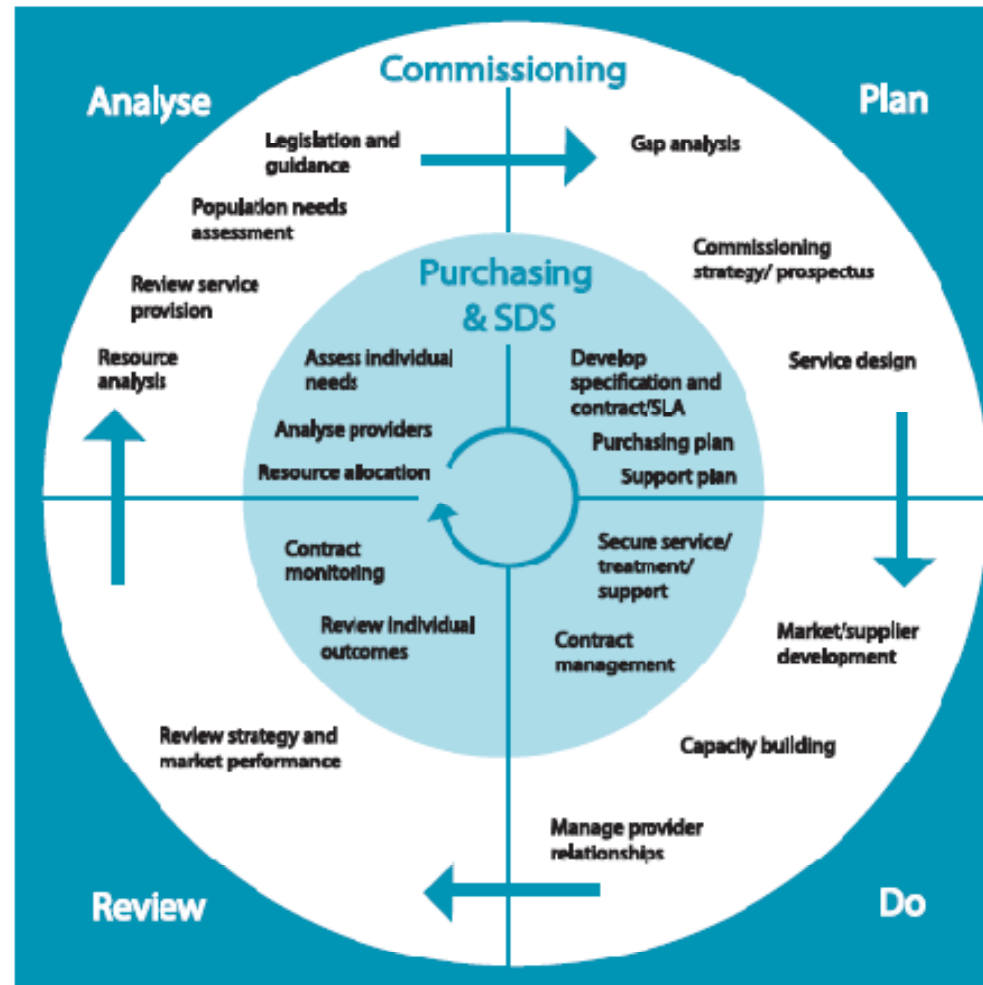 Commissioning
Analyse
Plan
Legislation and
guidance
Population needs
assessment
Review service
provision
Resource
analysis
Gap analysis
Commissioning
strategy/ prospectus
Service design
Purchasing
& SDS
Assess individual
needs
Analyse providers
Resource allocation
Develop
specification and
contract/SLA
Purchasing plan
Support plan
Contract
monitoring
Review individual
outcomes
Secure service/
treatment/
support
Contract
management
Market/supplier
development
Capacity building
Manage provider
relationships
Review strategy and
market performance
Review
Do